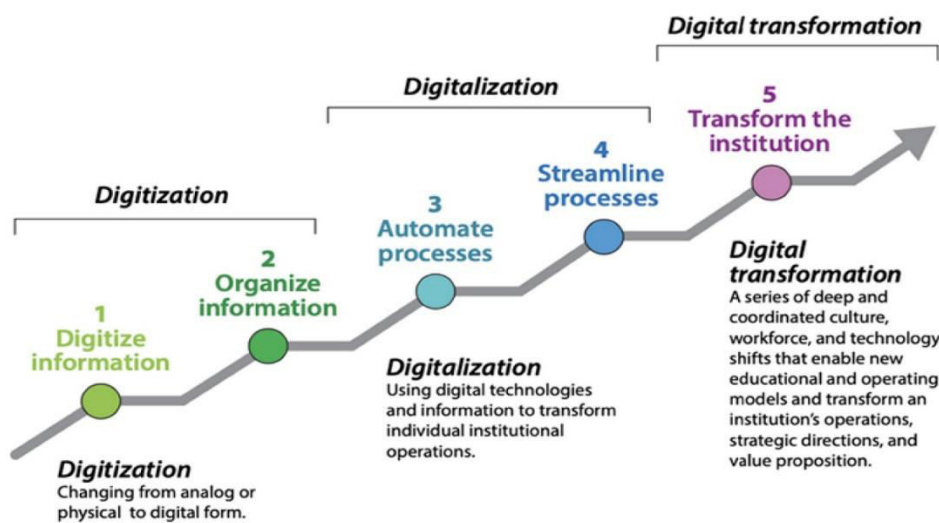 Digital transformation
Digitalization
Digitization
5
Transform the
institution
4
Streamline
processes
3
Automate
processes
2
Organize
information
1
Digitize
information
Digital
transformation
A series of deep and
coordinated culture,
workforce, and technology
shifts that enable new
educational and operating
models and transform an
institution's operations,
strategic directions, and
value proposition.
Digitalization
Using digital technologies
and information to transform
individual institutional
operations.
Digitization
Changing from analog or
physical to digital form.